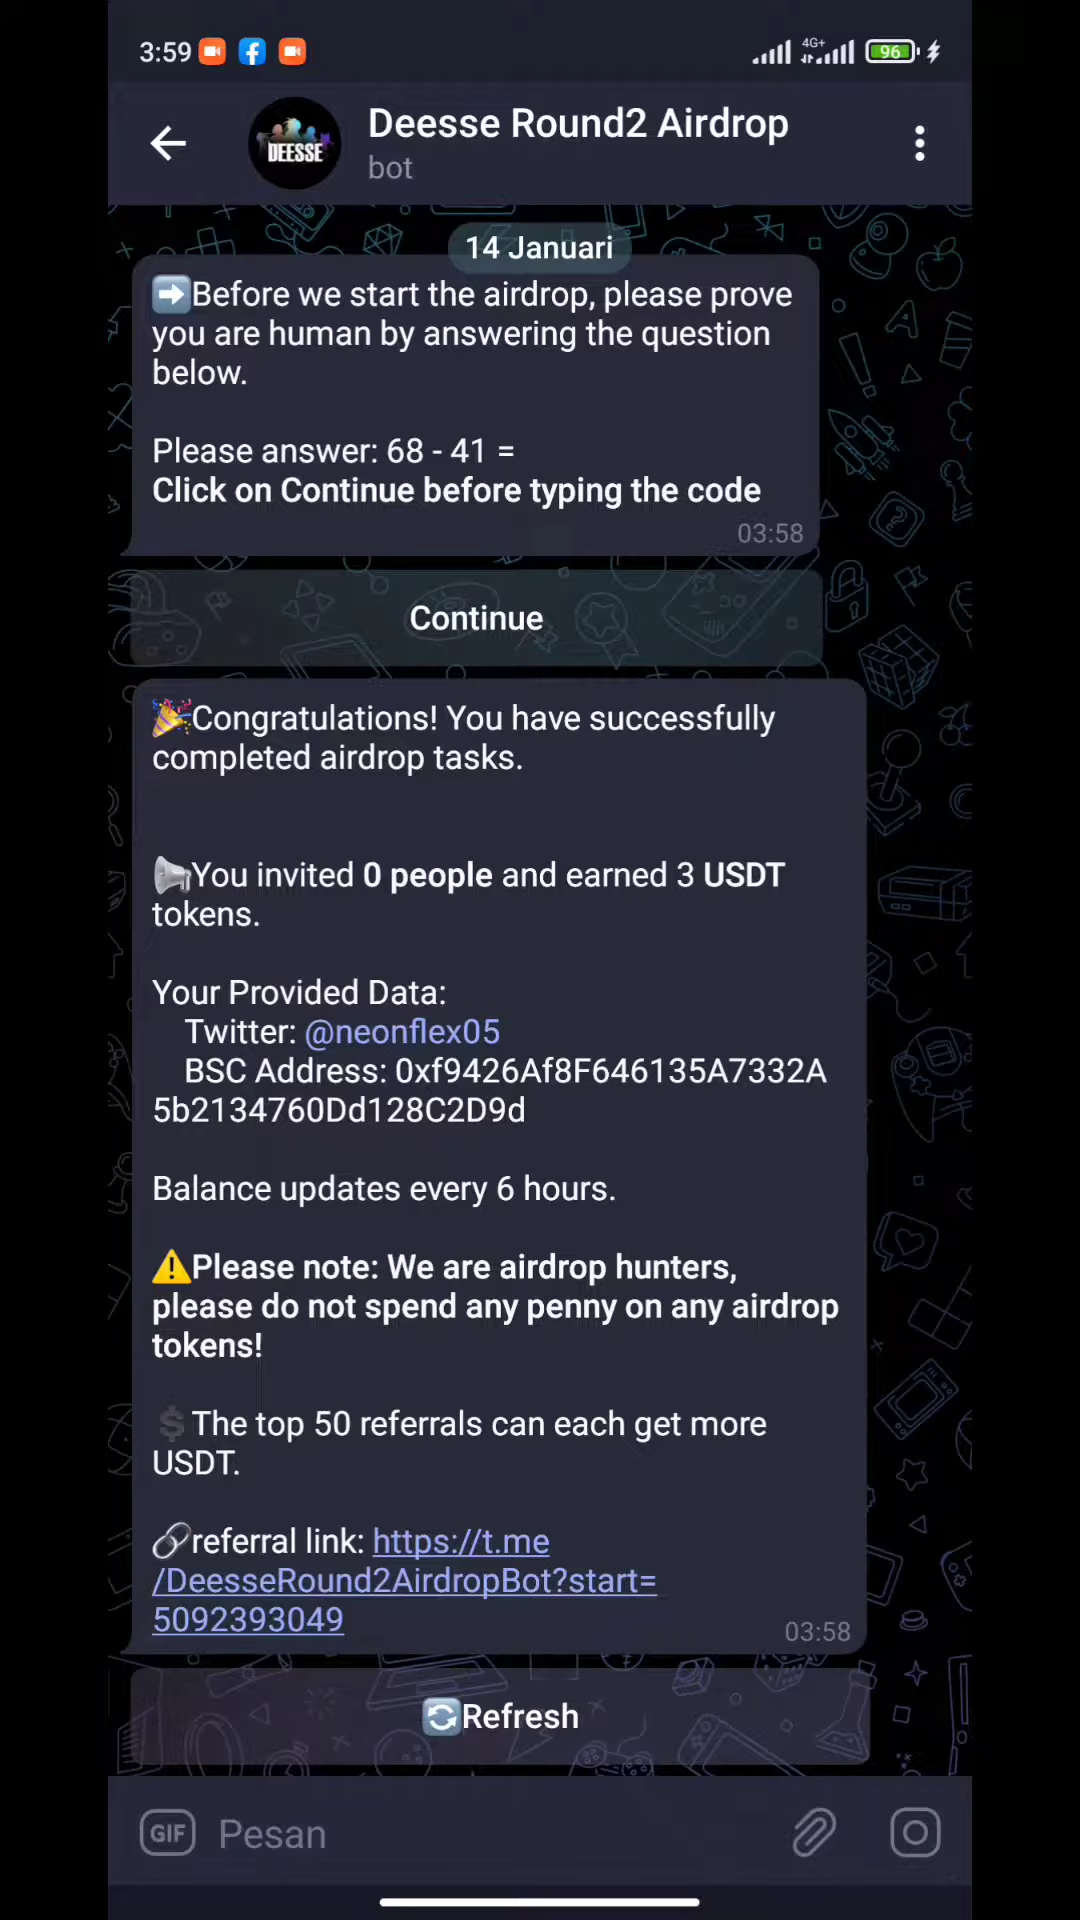 3:59
4G+
96
DEESSE
Deesse Round2 Airdrop
bot
14 Januari
➡️Before we start the airdrop, please prove
you are human by answering the question
below.
Please answer: 68 - 41 =
Click on Continue before typing the code
03:58
Continue
🎉Congratulations! You have successfully
completed airdrop tasks.
📢You invited 0 people and earned 3 USDT
tokens.
Your Provided Data:
Twitter: @neonflex05
BSC Address: 0xf9426Af8F646135A7332A
5b2134760Dd128C2D9d
Balance updates every 6 hours.
⚠️Please note: We are airdrop hunters,
please do not spend any penny on any airdrop
tokens!
💲The top 50 referrals can each get more
USDT.
🔗referral link: https://t.me
/DeesseRound2AirdropBot?start=
5092393049
03:58
🔄Refresh
GIF
Pesan